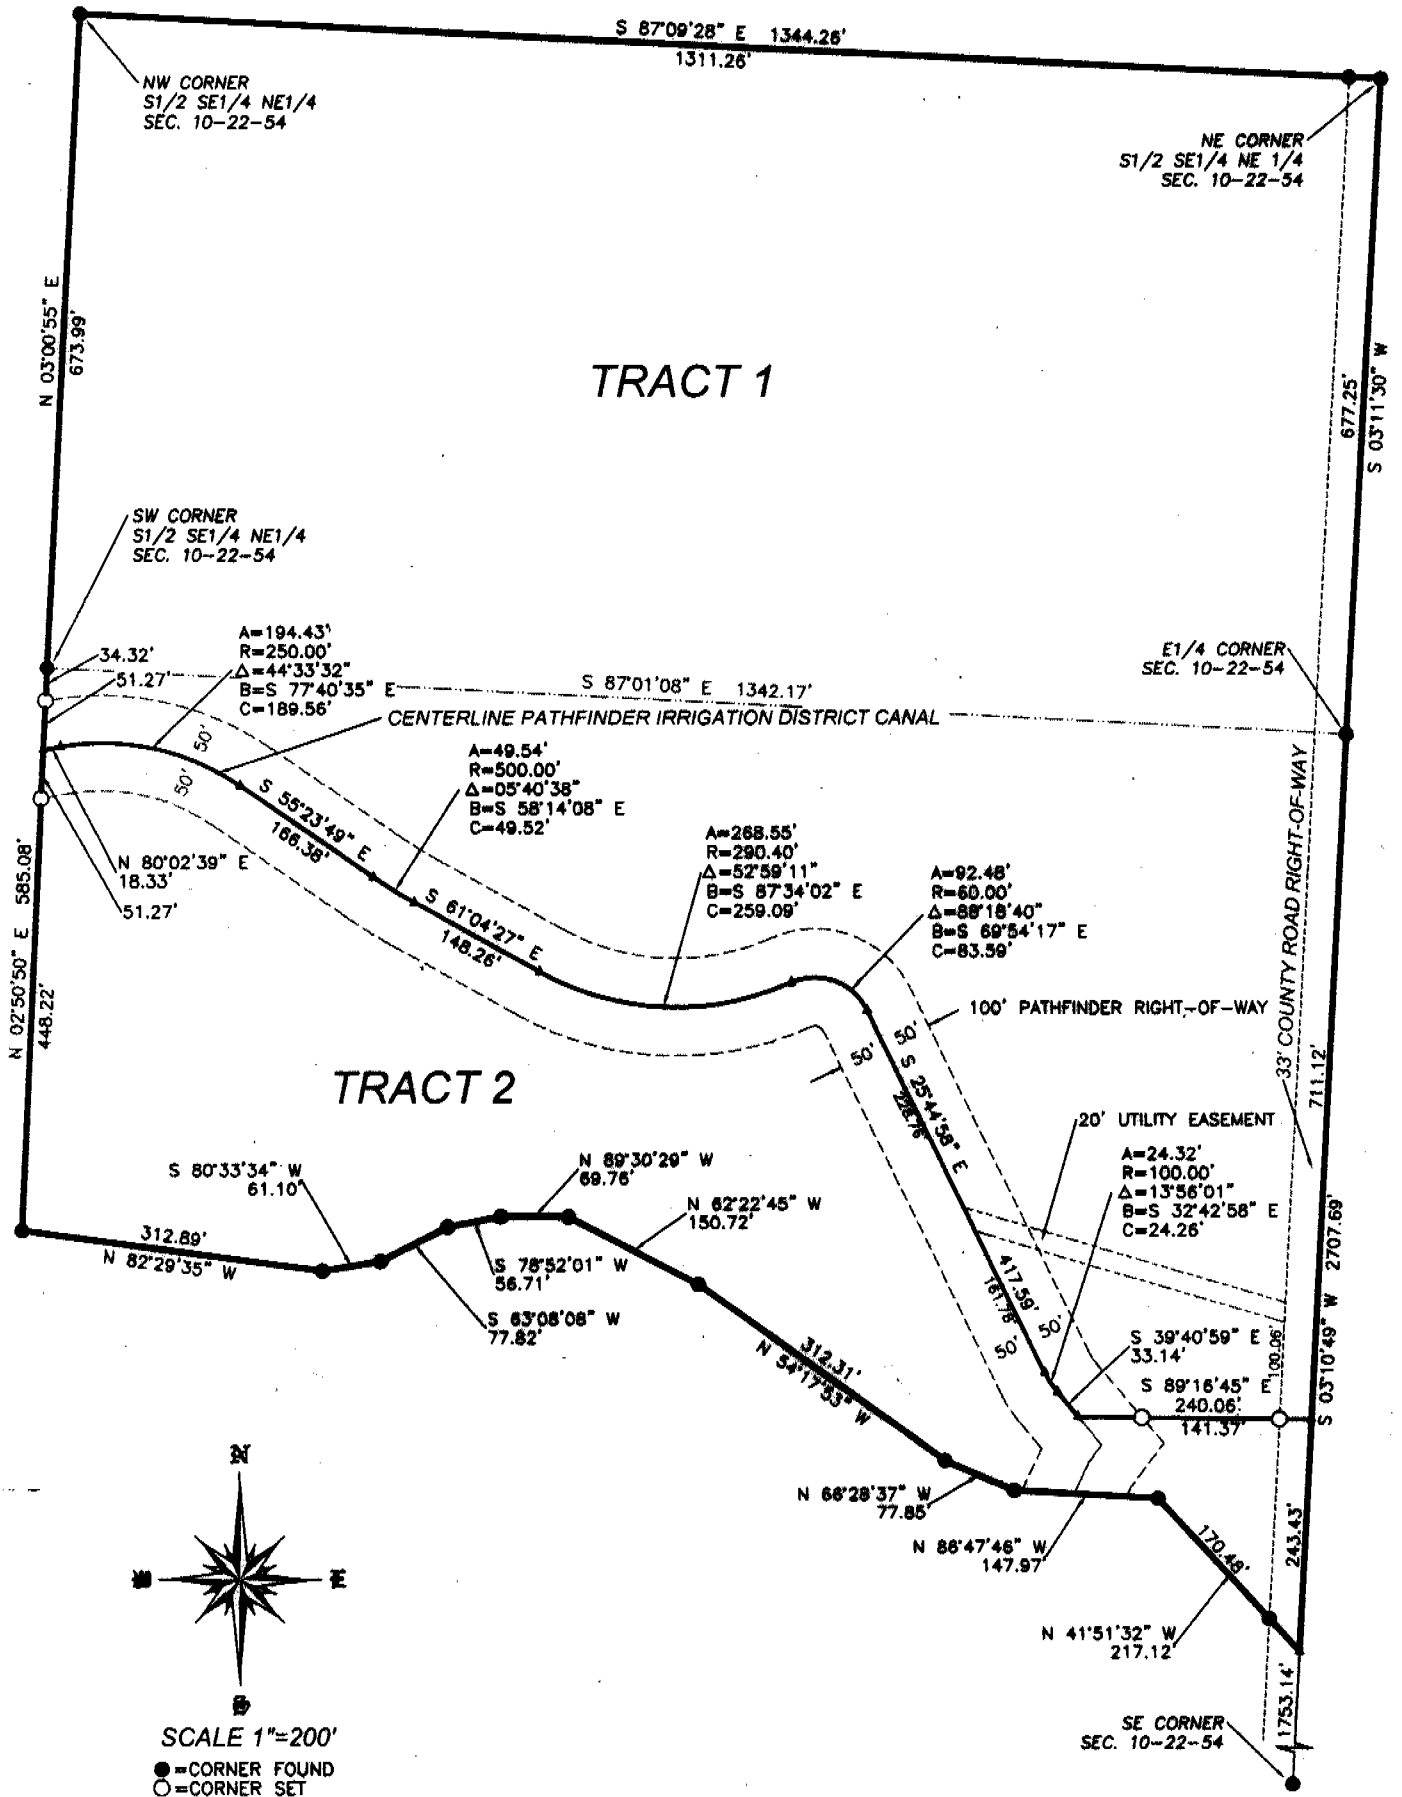 S 87°09'28" E 1344.26'
1311.26'
NW CORNER
S1/2 SE1/4 NE1/4
SEC. 10-22-54
NE CORNER
S1/2 SE1/4 NE 1/4
SEC. 10-22-54
N 03°00'55" E
673.99'
TRACT 1
677.25'
S 03°11'30" W
SW CORNER
S1/2 SE1/4 NE1/4
SEC. 10-22-54
34.32'
51.27'
A=194.43'
R=250.00'
Δ=44°33'32"
B=S 77°40'35" E
C=189.56'
S 87°01'08" E 1342.17'
E1/4 CORNER
SEC. 10-22-54
CENTERLINE PATHFINDER IRRIGATION DISTRICT CANAL
50'
50'
A=49.54'
R=500.00'
Δ=05°40'38"
B=S 58°14'08" E
C=49.52'
S 55°23'49" E
166.38'
A=268.55'
R=290.40'
Δ=52°59'11"
B=S 87°34'02" E
C=259.09'
A=92.48'
R=60.00'
Δ=88°18'40"
B=S 69°54'17" E
C=83.59'
N 80°02'39" E
18.33'
51.27'
S 61°04'27" E
148.26'
N 02°50'50" E 585.08'
448.22'
33' COUNTY ROAD RIGHT-OF-WAY
100' PATHFINDER RIGHT-OF-WAY
50'
50'
S 25°44'58" E
TRACT 2
711.12'
20' UTILITY EASEMENT
A=24.32'
R=100.00'
Δ=13°56'01"
B=S 32°42'58" E
C=24.26'
S 80°33'34" W
61.10'
N 89°30'29" W
69.76'
N 62°22'45" W
150.72'
312.89'
N 82°29'35" W
S 78°52'01" W
56.71'
S 63°08'08" W
77.82'
417.59'
161.78'
50'
50'
S 39°40'59" E
33.14'
100.06'
S 03°10'49" W 2707.69'
312.31'
N 54°17'53" W
S 89°16'45" E
240.06'
141.37'
N
N 66°28'37" W
77.85'
N 86°47'46" W
147.97'
170.48'
243.43'
W
E
N 41°51'32" W
217.12'
S
SCALE 1"=200'
1753.14'
SE CORNER
SEC. 10-22-54
=CORNER FOUND
=CORNER SET